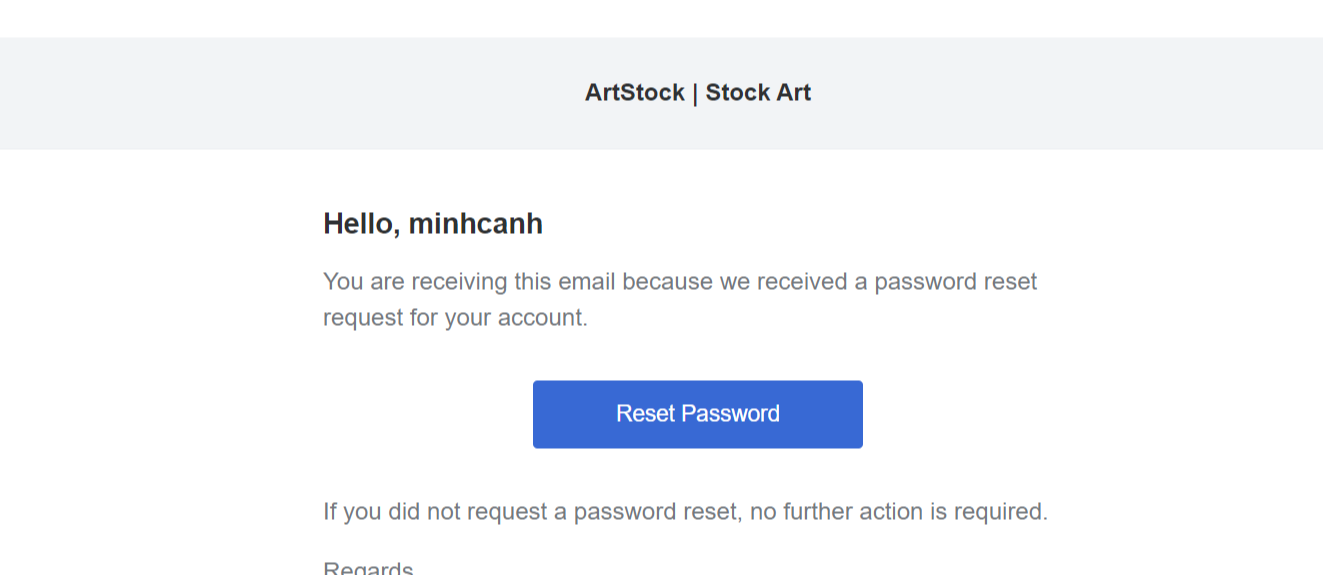 ArtStock | Stock Art
Hello, minhcanh
You are receiving this email because we received a password reset
request for your account.
Reset Password
If you did not request a password reset, no further action is required.
Regards